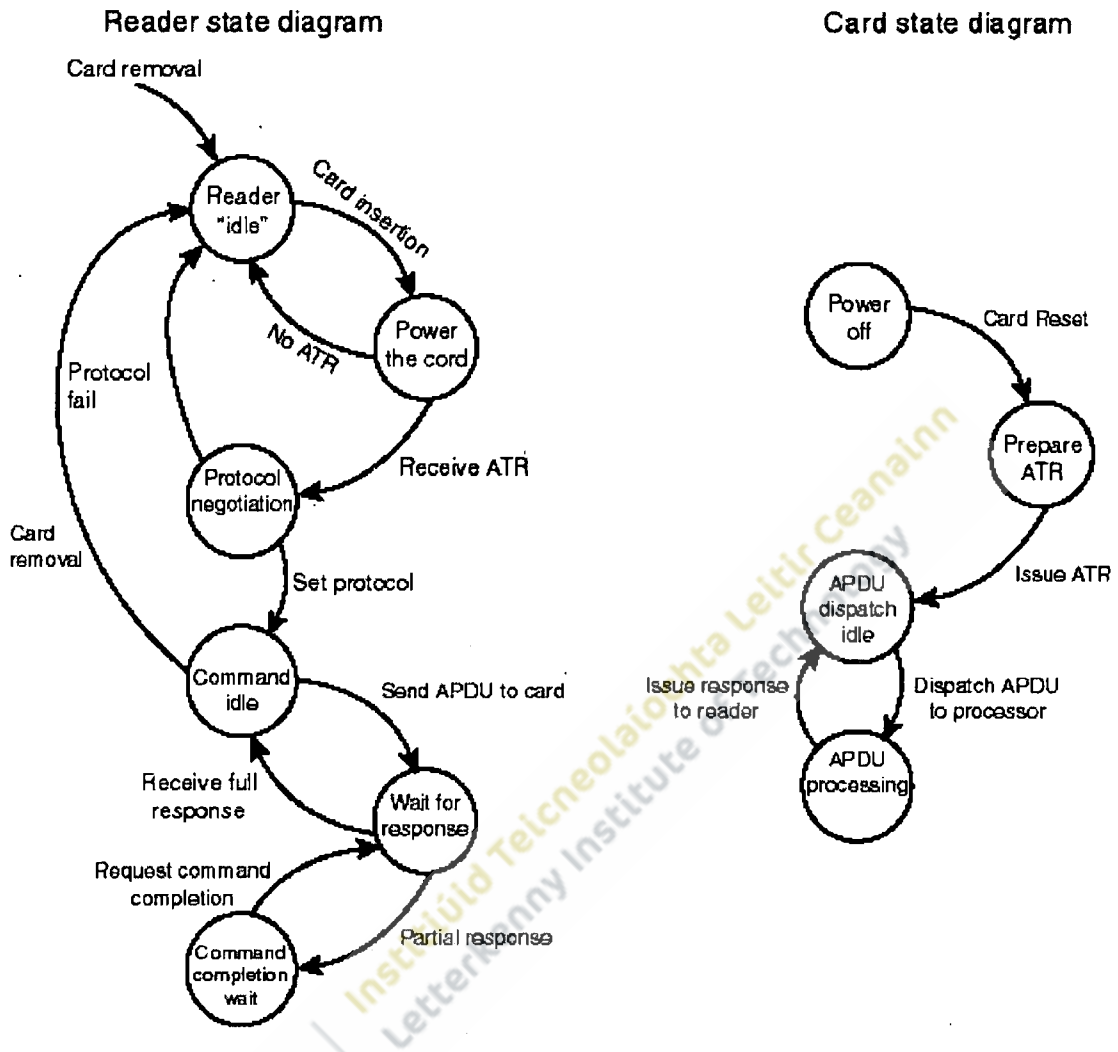 Reader state diagram
Card removal
Reader
"idle"
Card insertion
No ATR
Power
the cord
Protocol
fail
Receive ATR
Protocol
negotiation
Card
removal
Set protocol
Command
idle
Send APDU to card
Receive full
response
Wait for
response
Request command
completion
Partial response
Command
completion
wait
Card state diagram
Power
off
Card Reset
Prepare
ATR
Issue ATR
APDU
dispatch
idle
Issue response
to reader
Dispatch APDU
to processor
APDU
processing
Institiúid Teicneolaíochta Leitir Ceanainn
Letterkenny Institute of Technology